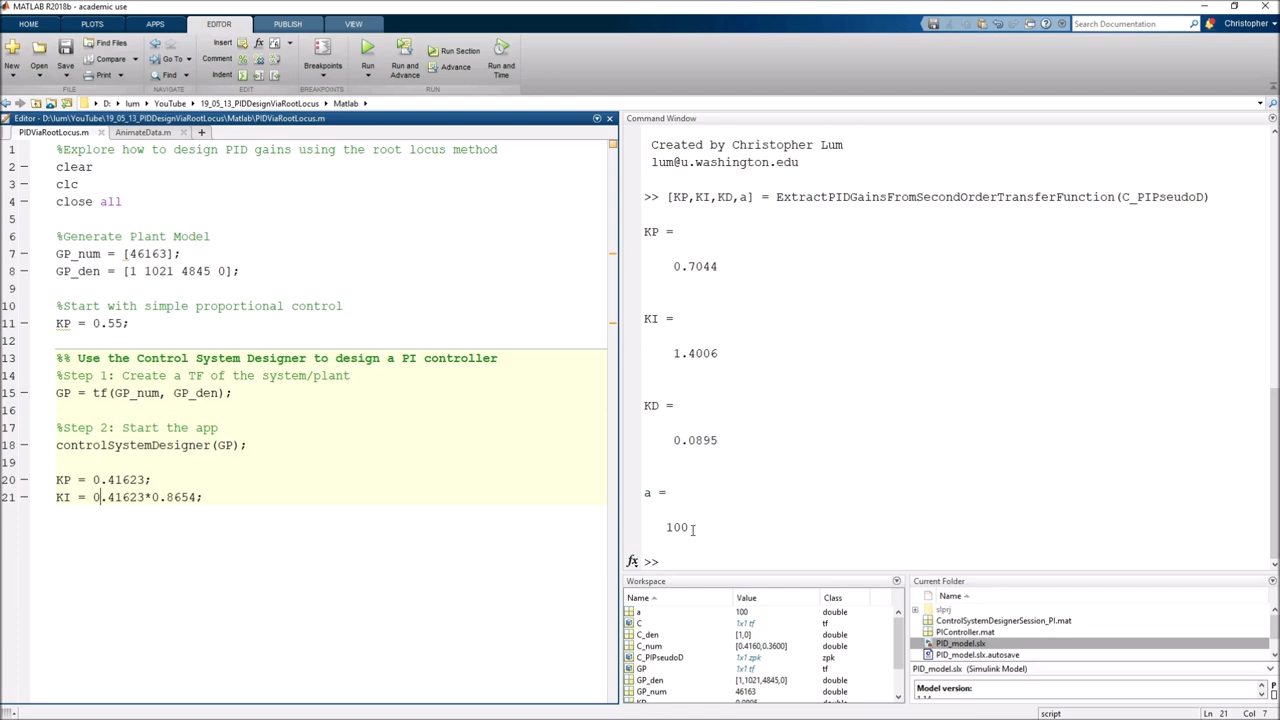 MATLAB R2018b - academic use
HOME PLOTS APPS EDITOR PUBLISH VIEW
Search Documentation
Christopher
New Open Save
Find Files
Compare
Print
FILE
Go To
Find
NAVIGATE
Insert
Comment
Indent
EDIT
Breakpoints
BREAKPOINTS
Run
Run and Advance
Run Section
Advance
Run and Time
RUN
D: lum YouTube 19_05_13_PIDDesignViaRootLocus Matlab
Editor - D:\lum\YouTube\19_05_13_PIDDesignViaRootLocus\Matlab\PIDViaRootLocus.m
PIDViaRootLocus.m AnimateData.m
1 %Explore how to design PID gains using the root locus method
2 clear
3 clc
4 close all
5
6 %Generate Plant Model
7 GP_num = [46163];
8 GP_den = [1 1021 4845 0];
9
10 %Start with simple proportional control
11 KP = 0.55;
12
13 %% Use the Control System Designer to design a PI controller
14 %Step 1: Create a TF of the system/plant
15 GP = tf(GP_num, GP_den);
16
17 %Step 2: Start the app
18 controlSystemDesigner(GP);
19
20 KP = 0.41623;
21 KI = 0.41623*0.8654;
Command Window
Created by Christopher Lum
lum@u.washington.edu
>> [KP,KI,KD,a] = ExtractPIDGainsFromSecondOrderTransferFunction(C_PIPseudoD)
KP =
0.7044
KI =
1.4006
KD =
0.0895
a =
100
fx >>
Workspace
Name Value Class
a 100 double
C 1x1 tf tf
C_den [1,0] double
C_num [0.4160,0.3600] double
C_PIPseudoD 1x1 zpk zpk
GP 1x1 tf tf
GP_den [1,1021,4845,0] double
GP_num 46163 double
KD 0.0895 double
Current Folder
Name
slprj
ControlSystemDesignerSession_PI.mat
PIController.mat
PID_model.slx
PID_model.slx.autosave
PID_model.slx (Simulink Model)
Model version:
script
Ln 21 Col 7